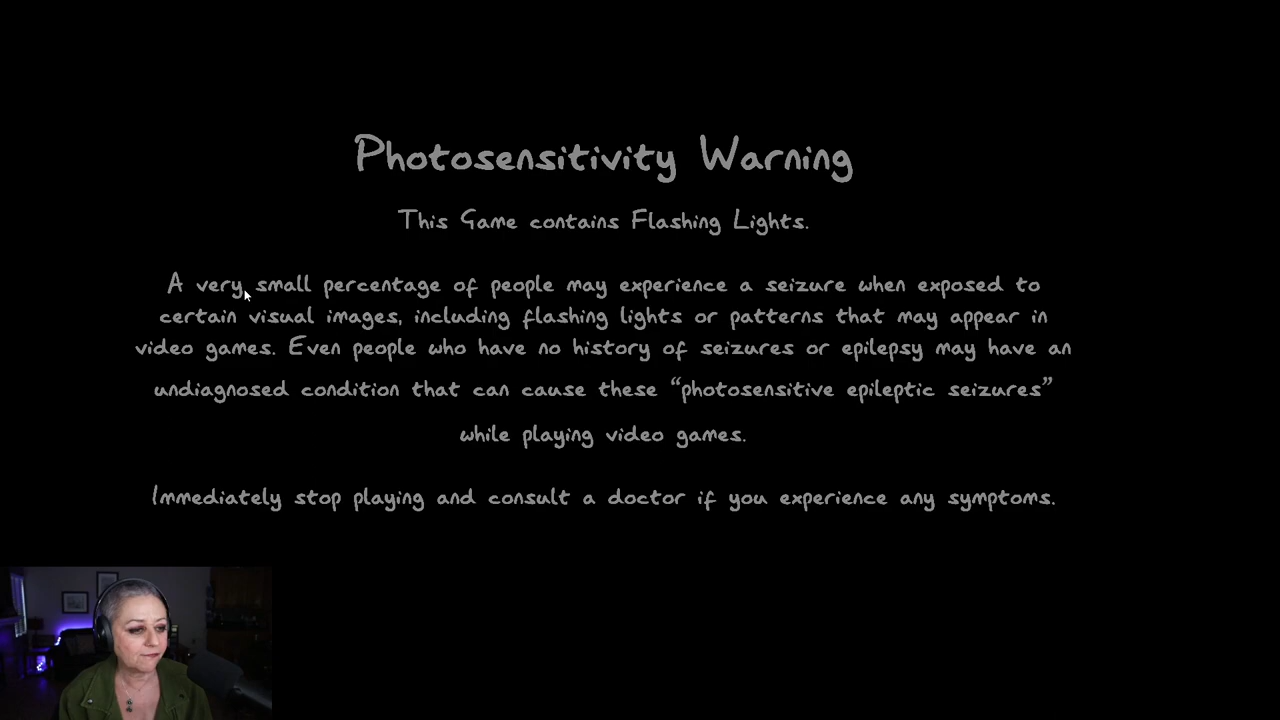 Photosensitivity Warning
This Game contains Flashing Lights.
A very small percentage of people may experience a seizure when exposed to
certain visual images, including flashing lights or patterns that may appear in
video games. Even people who have no history of seizures or epilepsy may have an
undiagnosed condition that can cause these “photosensitive epileptic seizures”
while playing video games.
Immediately stop playing and consult a doctor if you experience any symptoms.